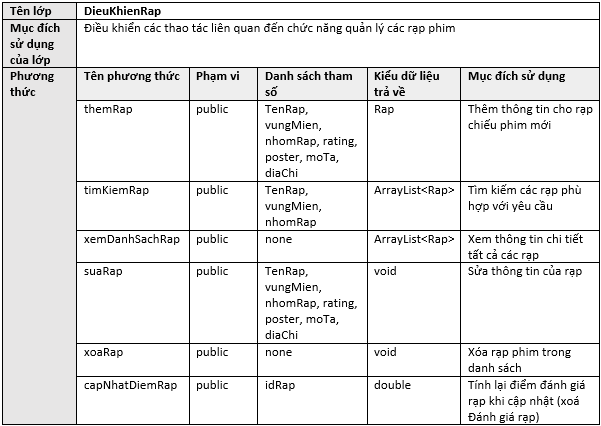 Tên lớp
DieuKhienRap
Mục đích
sử dụng
của lớp
Điều khiển các thao tác liên quan đến chức năng quản lý các rạp phim
Phương
thức
Tên phương thức
Phạm vi
Danh sách tham
số
Kiểu dữ liệu
trả về
Mục đích sử dụng
themRap
public
TenRap,
vungMien,
nhomRap, rating,
poster, moTa,
diaChi
Rap
Thêm thông tin cho rạp
chiếu phim mới
timKiemRap
public
TenRap,
vungMien,
nhomRap
ArrayList<Rap>
Tìm kiếm các rạp phù
hợp với yêu cầu
xemDanhSachRap
public
none
ArrayList<Rap>
Xem thông tin chi tiết
tất cả các rạp
suaRap
public
TenRap,
vungMien,
nhomRap, rating,
poster, moTa,
diaChi
void
Sửa thông tin của rạp
xoaRap
public
none
void
Xóa rạp phim trong
danh sách
capNhatDiemRap
public
idRap
double
Tính lại điểm đánh giá
rạp khi cập nhật (xoá
Đánh giá rạp)